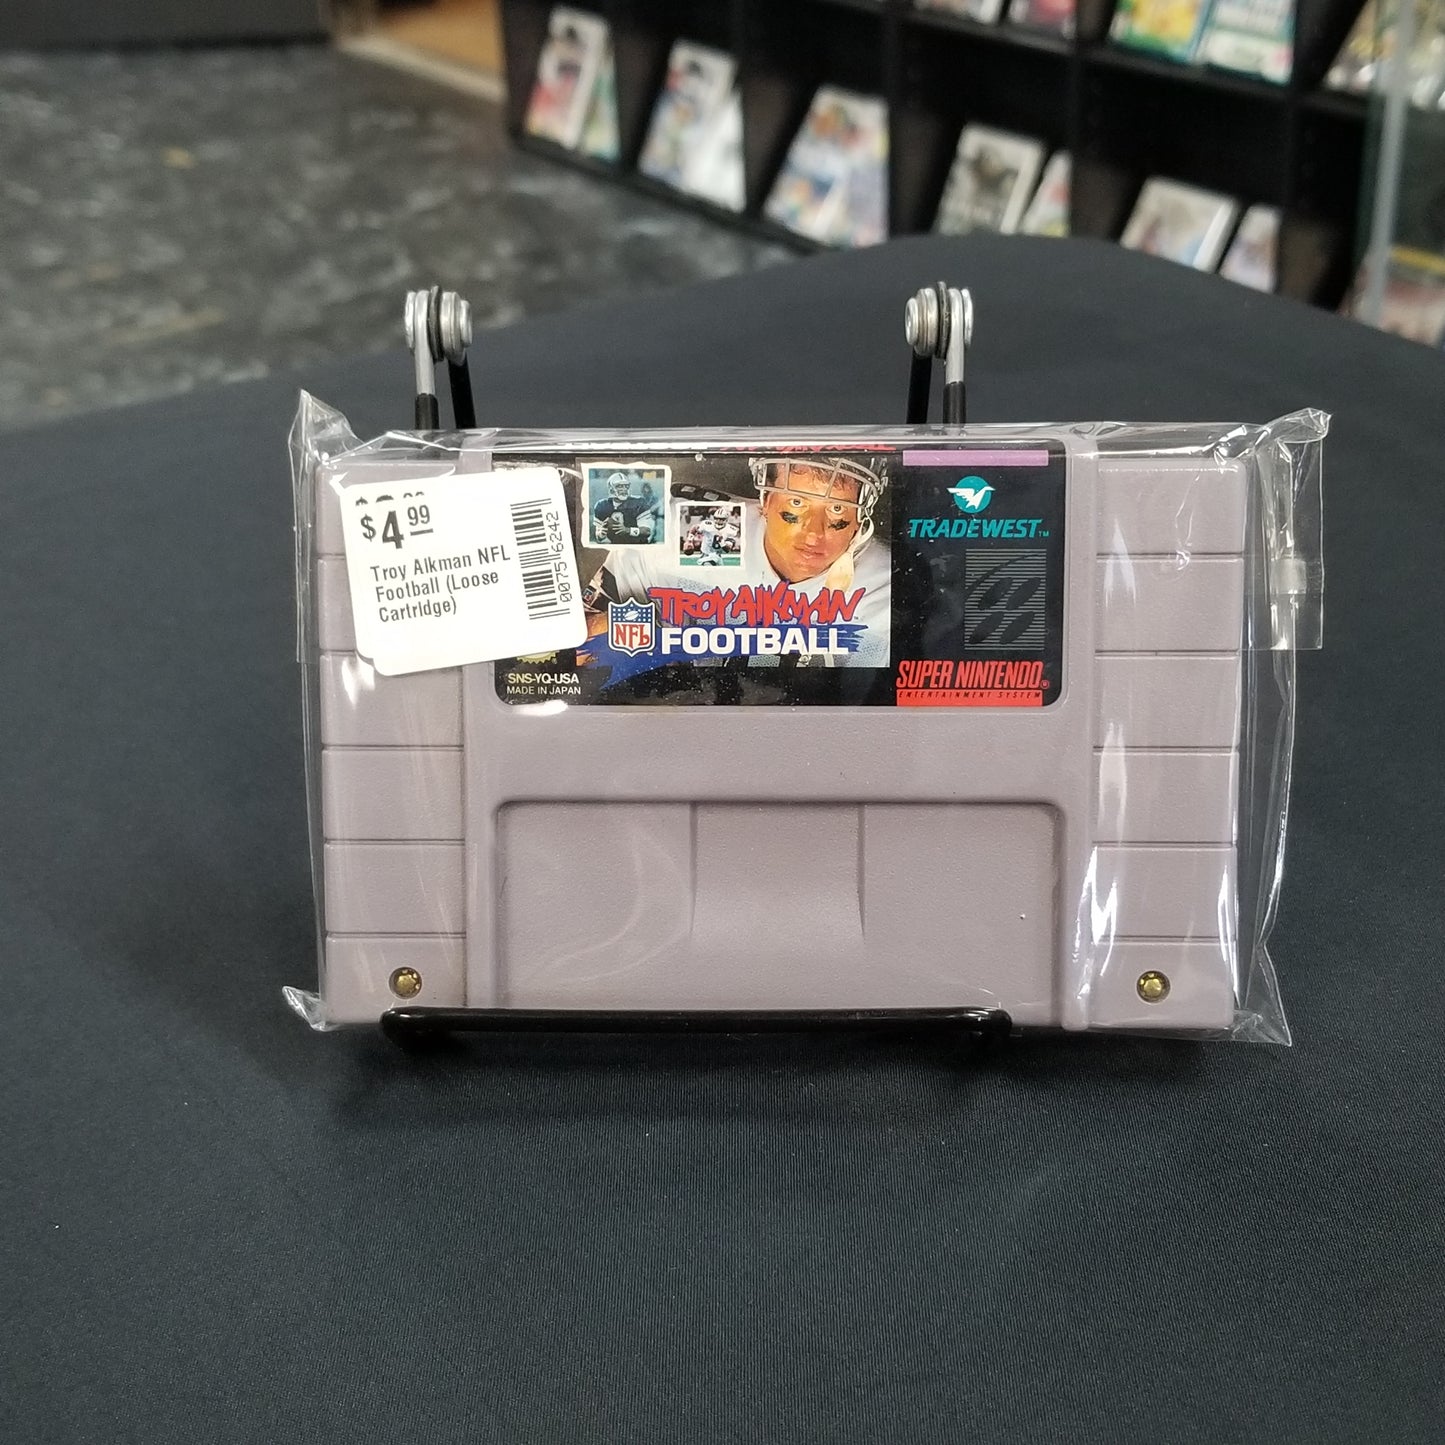 $4.99
Troy Aikman NFL
Football (Loose
Cartridge)
00756242
TROY AIKMAN
NFL
FOOTBALL
SNS-YQ-USA
MADE IN JAPAN
TRADEWEST™
SUPER NINTENDO®
ENTERTAINMENT SYSTEM